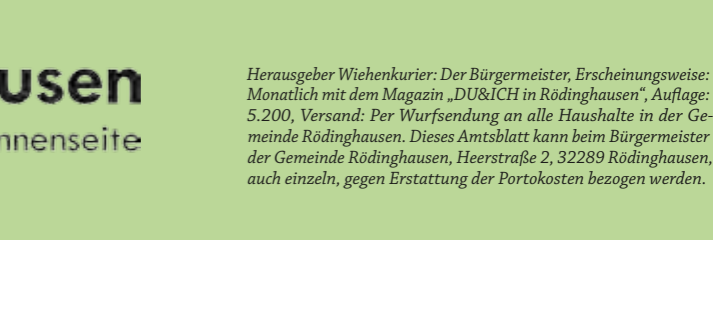 usen
nnenseite
Herausgeber Wiehenkurier: Der Bürgermeister, Erscheinungsweise:
Monatlich mit dem Magazin „DU&ICH in Rödinghausen“, Auflage:
5.200, Versand: Per Wurfsendung an alle Haushalte in der Ge-
meinde Rödinghausen. Dieses Amtsblatt kann beim Bürgermeister
der Gemeinde Rödinghausen, Heerstraße 2, 32289 Rödinghausen,
auch einzeln, gegen Erstattung der Portokosten bezogen werden.